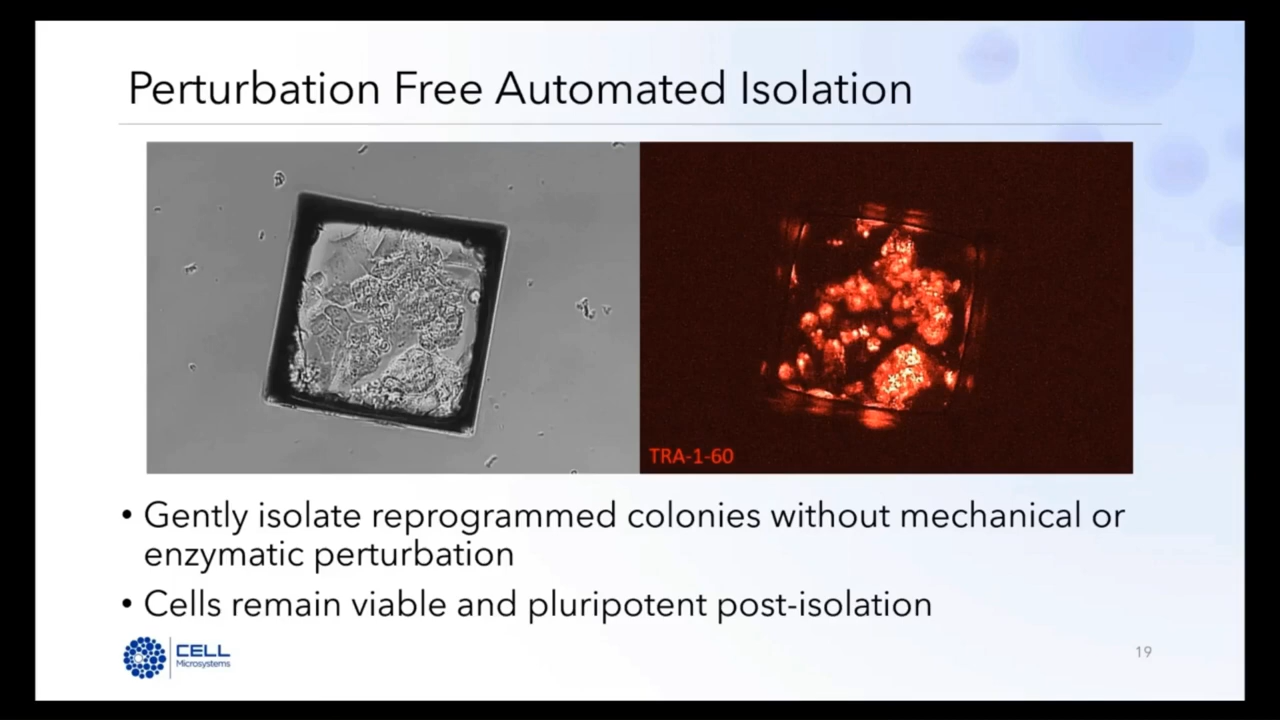 Perturbation Free Automated Isolation
TRA-1-60
• Gently isolate reprogrammed colonies without mechanical or
enzymatic perturbation
• Cells remain viable and pluripotent post-isolation
CELL
Microsystems
19